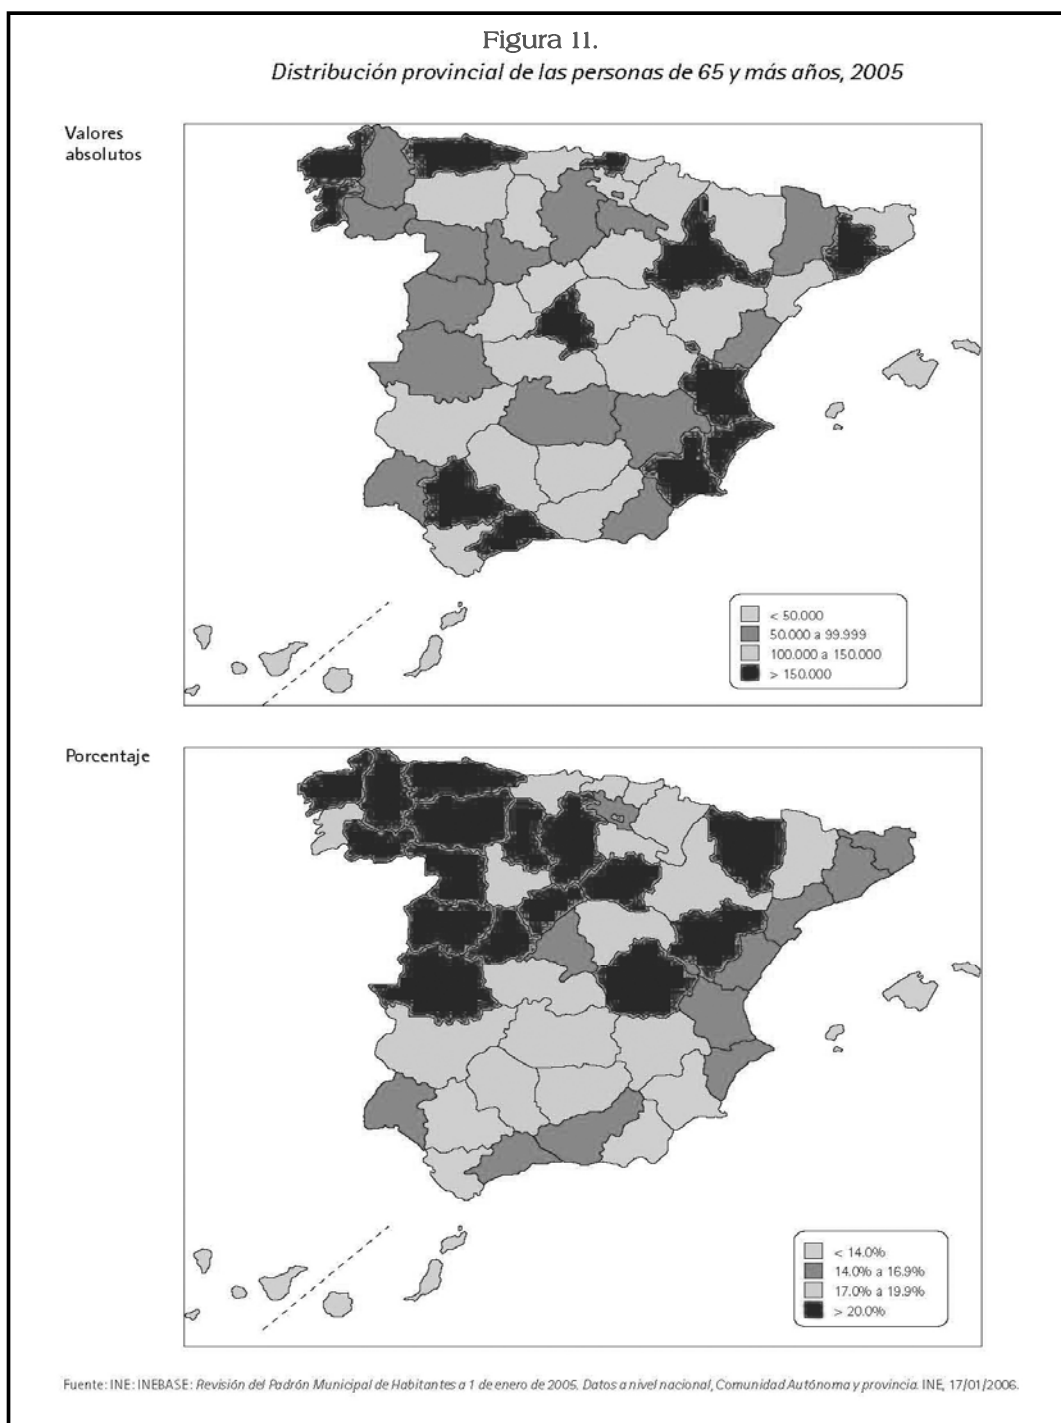 Figura 11.
Distribución provincial de las personas de 65 y más años, 2005
Valores
absolutos
< 50.000
50.000 a 99.999
100.000 a 150.000
> 150.000
Porcentaje
< 14.0%
14.0% a 16.9%
17.0% a 19.9%
> 20.0%
Fuente: INE: INEBASE: Revisión del Padrón Municipal de Habitantes a 1 de enero de 2005. Datos a nivel nacional, Comunidad Autónoma y provincia. INE, 17/01/2006.